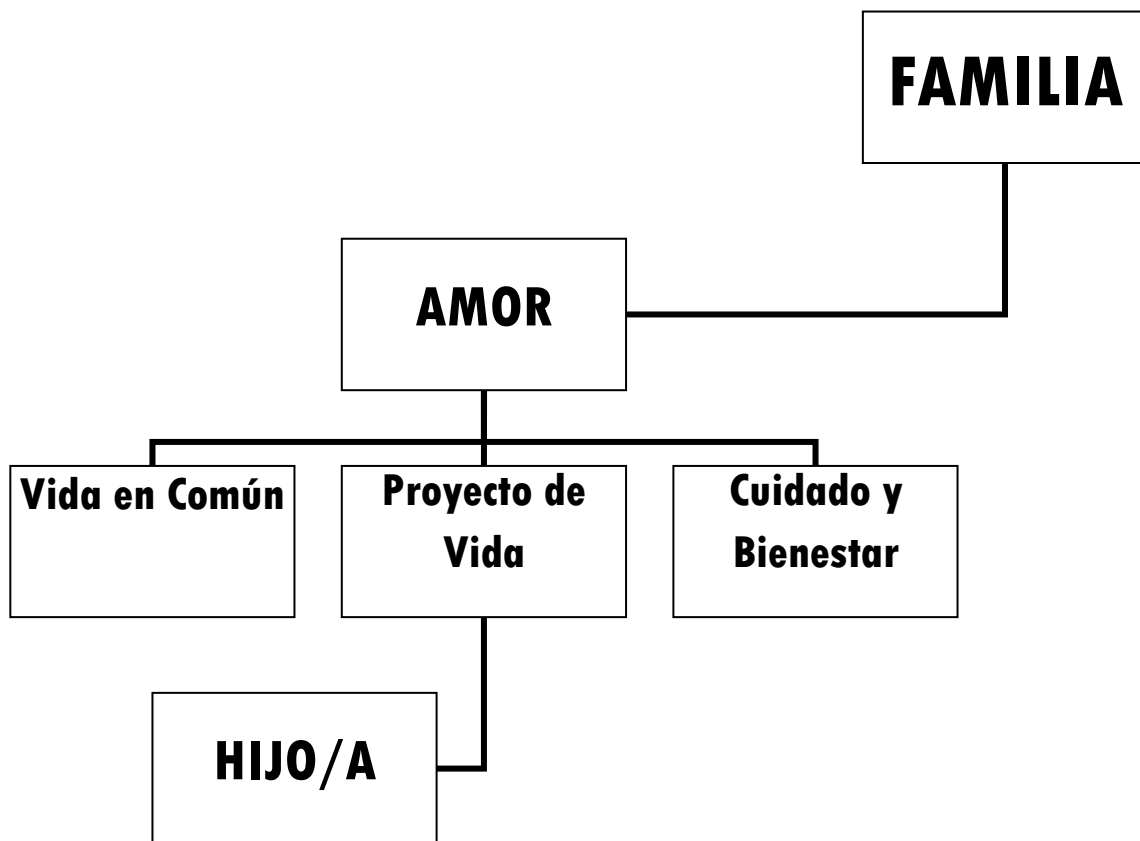 FAMILIA
AMOR
Vida en Común
Proyecto de
Vida
Cuidado y
Bienestar
HIJO/A